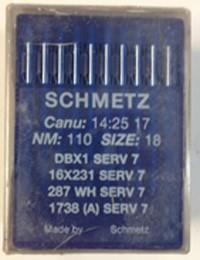 SCHMETZ
Canu: 14:25 17
NM: 110 SIZE: 18
DBX1 SERV 7
16X231 SERV 7
287 WH SERV 7
1738 (A) SERV 7
Made by Schmetz